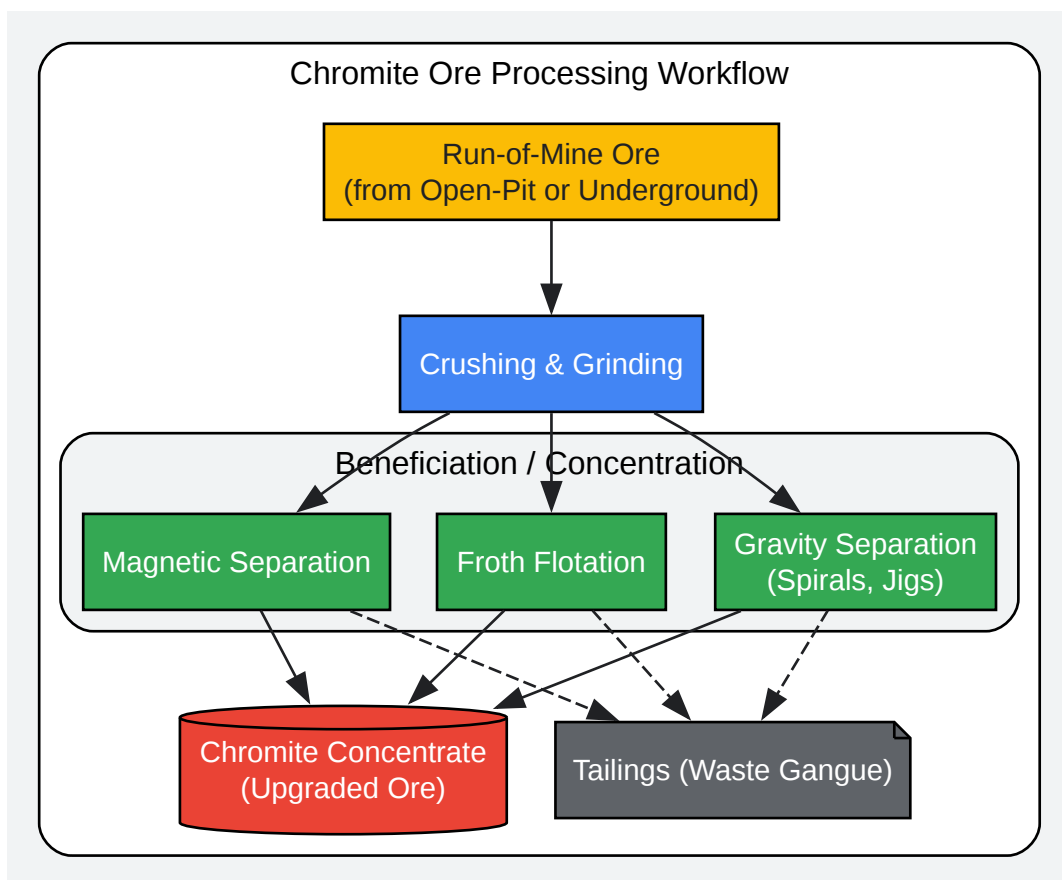 Chromite Ore Processing Workflow
Run-of-Mine Ore
(from Open-Pit or Underground)
Crushing & Grinding
Beneficiation / Concentration
Magnetic Separation
Froth Flotation
Gravity Separation
(Spirals, Jigs)
Chromite Concentrate
(Upgraded Ore)
Tailings (Waste Gangue)